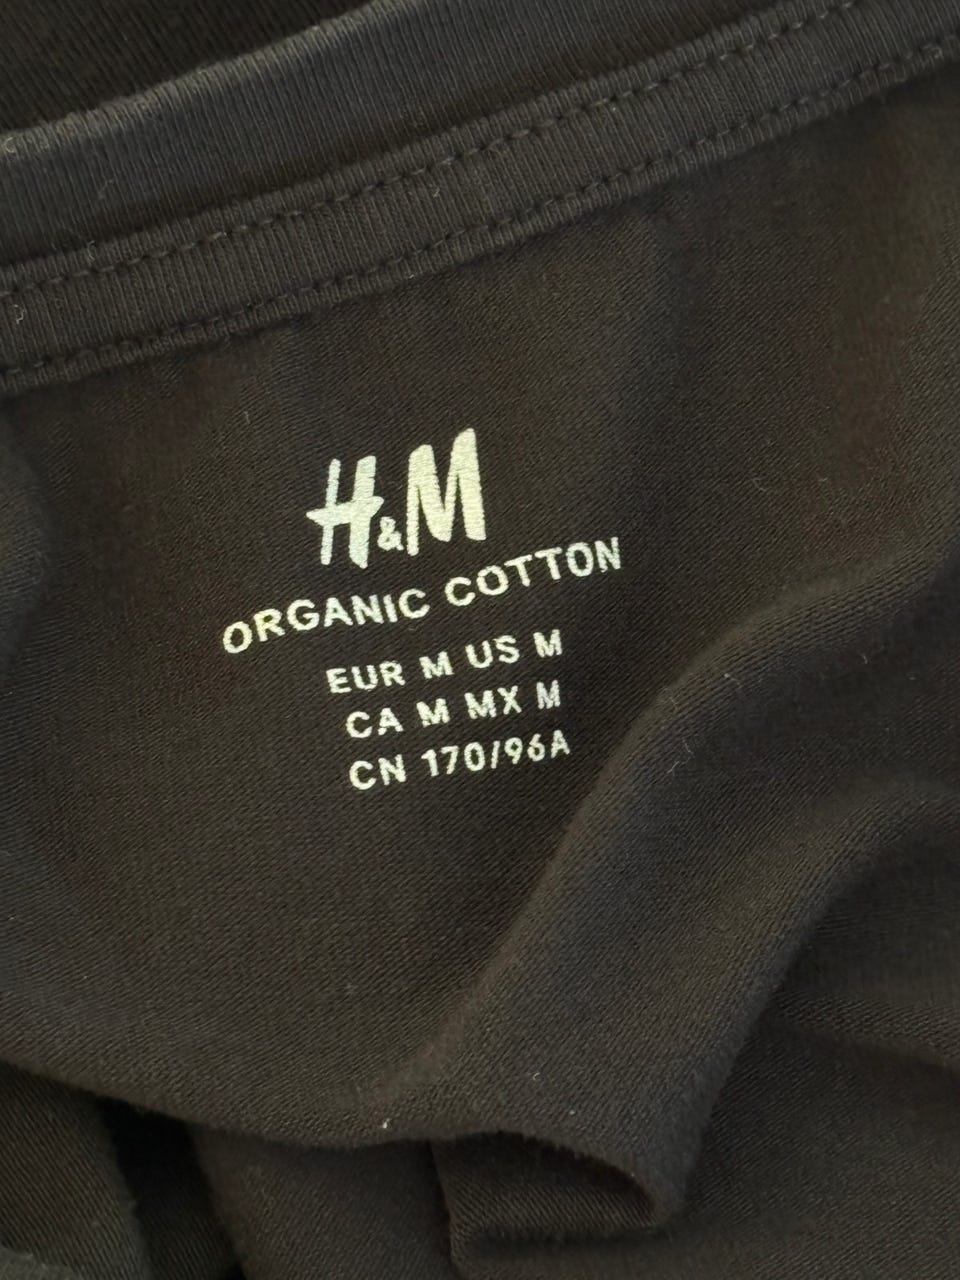 H&M
ORGANIC COTTON
EUR M US M
CA M MX M
CN 170/96A